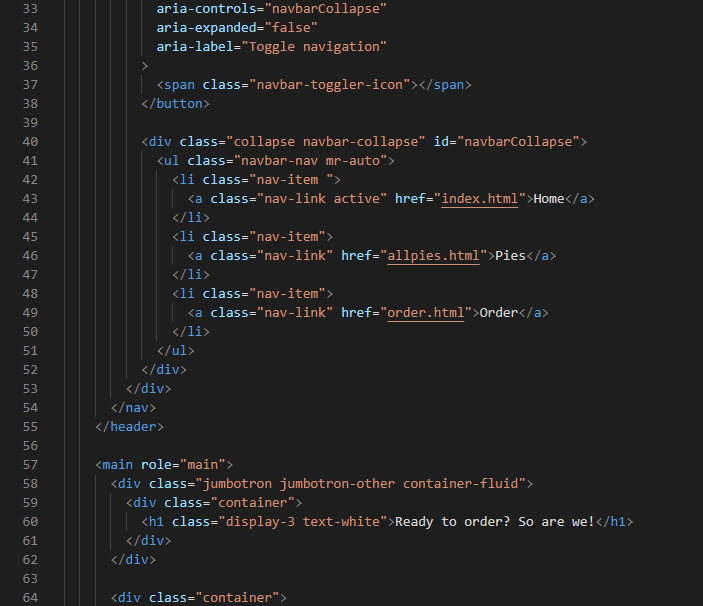 33 aria-controls="navbarCollapse"
34 aria-expanded="false"
35 aria-label="Toggle navigation"
36 >
37 <span class="navbar-toggler-icon"></span>
38 </button>
39
40 <div class="collapse navbar-collapse" id="navbarCollapse">
41 <ul class="navbar-nav mr-auto">
42 <li class="nav-item ">
43 <a class="nav-link active" href="index.html">Home</a>
44 </li>
45 <li class="nav-item">
46 <a class="nav-link" href="allpies.html">Pies</a>
47 </li>
48 <li class="nav-item">
49 <a class="nav-link" href="order.html">Order</a>
50 </li>
51 </ul>
52 </div>
53 </div>
54 </nav>
55 </header>
56
57 <main role="main">
58 <div class="jumbotron jumbotron-other container-fluid">
59 <div class="container">
60 <h1 class="display-3 text-white">Ready to order? So are we!</h1>
61 </div>
62 </div>
63
64 <div class="container">